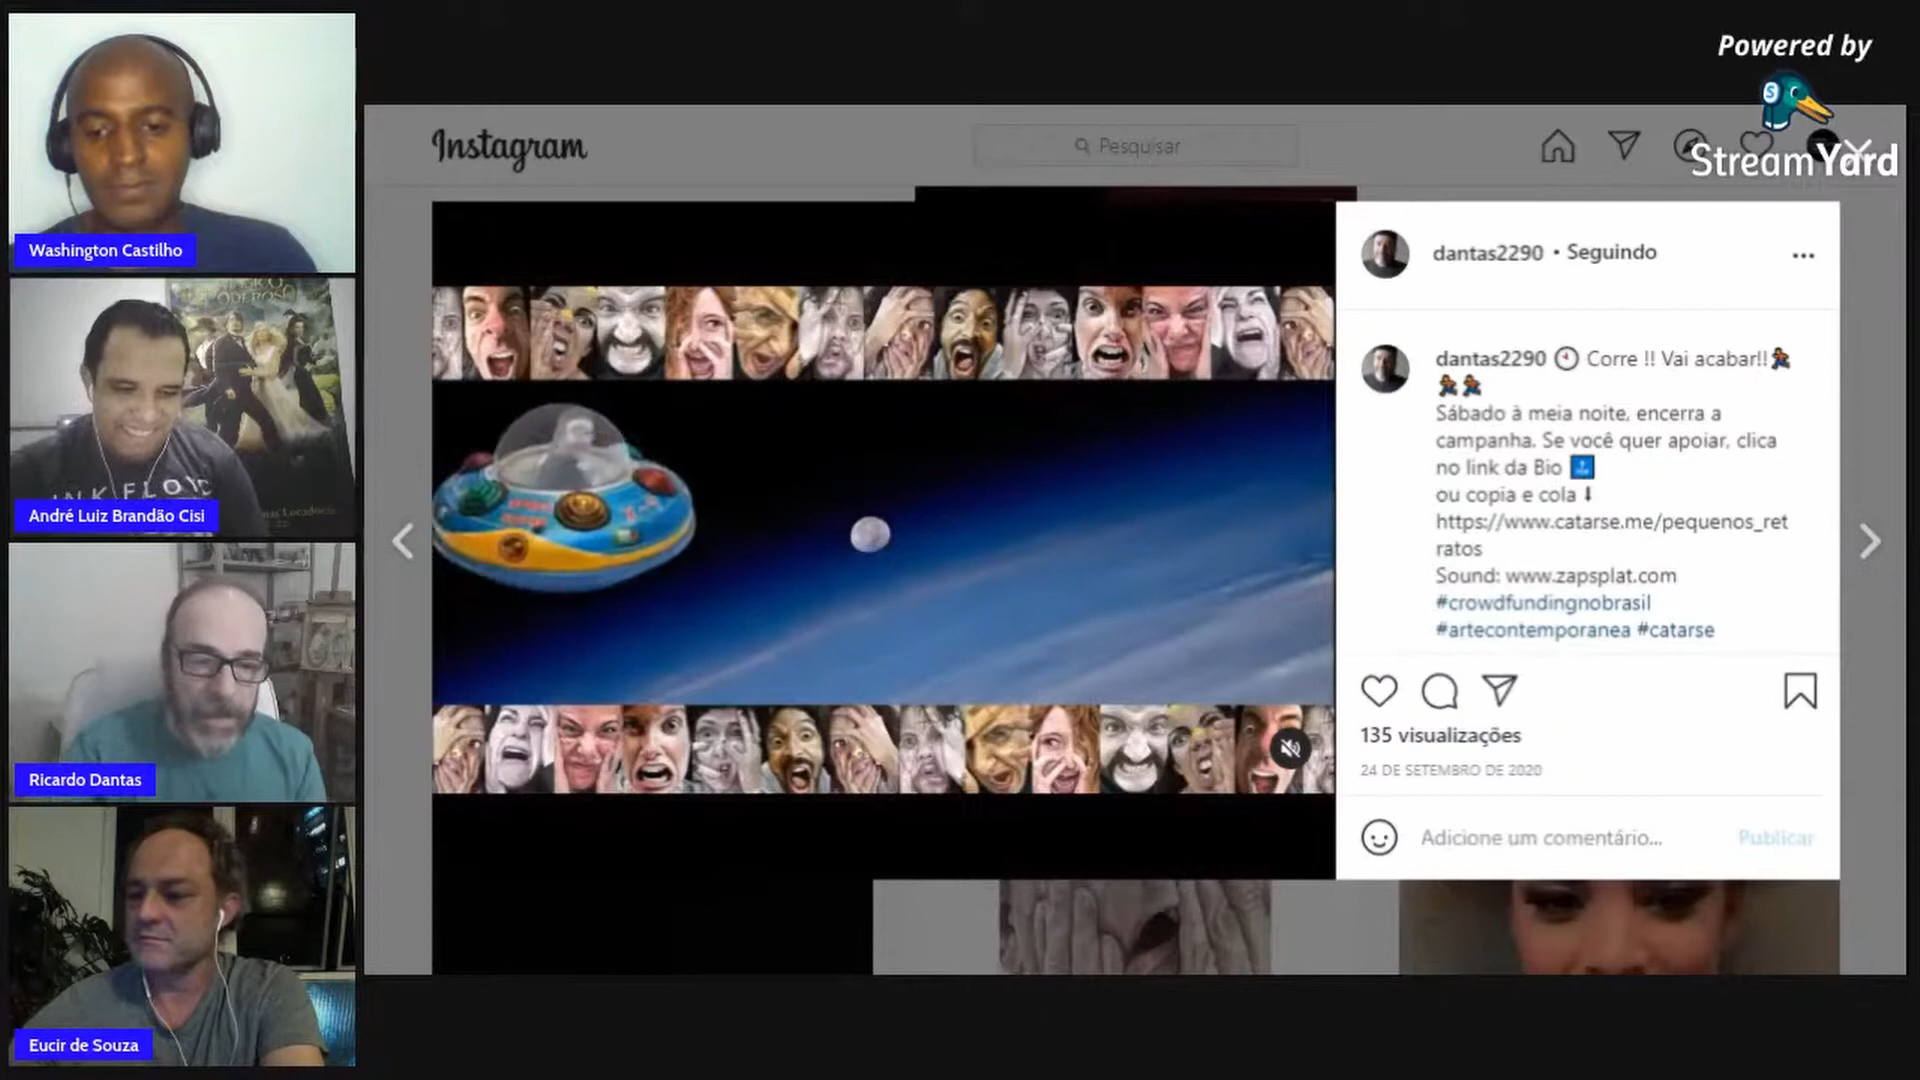 Powered by
StreamYard
Washington Castilho
André Luiz Brandão Cisi
Ricardo Dantas
Eucir de Souza
Instagram
Pesquisar
dantas2290 • Seguindo
dantas2290 Corre !! Vai acabar!!
Sábado à meia noite, encerra a
campanha. Se você quer apoiar, clica
no link da Bio
ou copia e cola
https://www.catarse.me/pequenos_ret
ratos
Sound: www.zapsplat.com
#crowdfundingnobrasil
#artecontemporanea #catarse
135 visualizações
24 DE SETEMBRO DE 2020
Adicione um comentário... Publicar